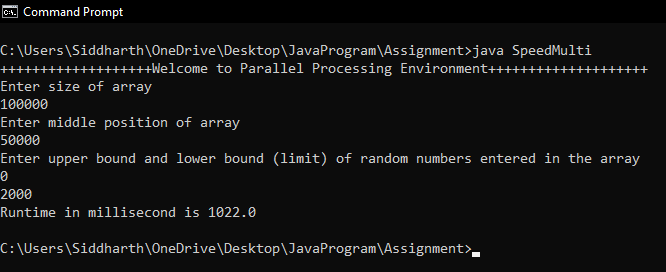 Command Prompt
C:\Users\Siddharth\OneDrive\Desktop\JavaProgram\Assignment>java SpeedMulti
+++++++++++++++++++Welcome to Parallel Processing Environment++++++++++++++++++++
Enter size of array
100000
Enter middle position of array
50000
Enter upper bound and lower bound (limit) of random numbers entered in the array
0
2000
Runtime in millisecond is 1022.0
C:\Users\Siddharth\OneDrive\Desktop\JavaProgram\Assignment>